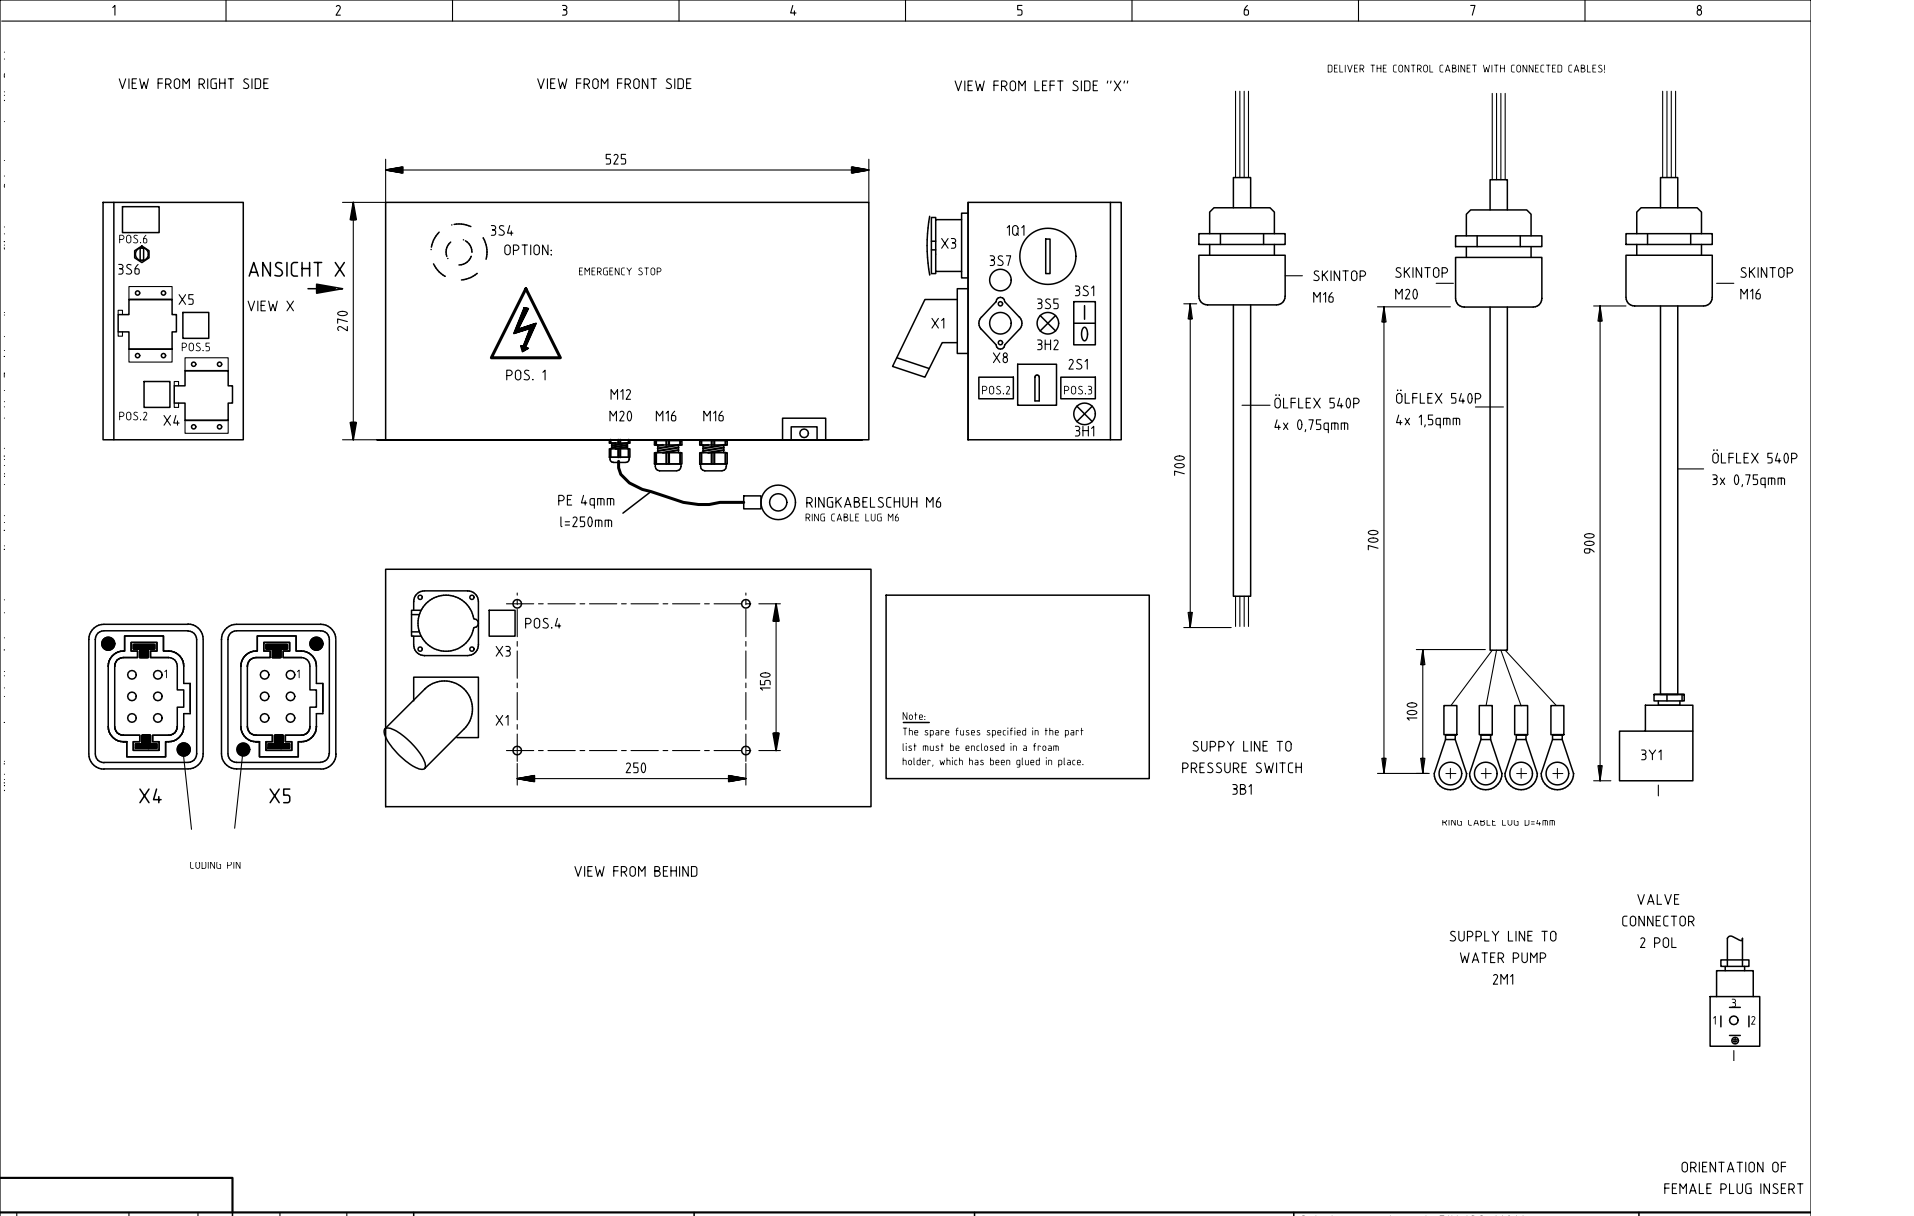 1 2 3 4 5 6 7 8
DELIVER THE CONTROL CABINET WITH CONNECTED CABLES!
VIEW FROM RIGHT SIDE
VIEW FROM FRONT SIDE
VIEW FROM LEFT SIDE "X"
POS.6
3S6
X5
POS.5
POS.2
X4
ANSICHT X
VIEW X
525
270
3S4
OPTION:
EMERGENCY STOP
POS. 1
M12
M20
M16
M16
PE 4qmm
l=250mm
RINGKABELSCHUH M6
RING CABLE LUG M6
X3
X1
1Q1
3S7
X8
3S5
3H2
3S1
I
0
2S1
POS.2
POS.3
3H1
SKINTOP
M16
700
ÖLFLEX 540P
4x 0,75qmm
SUPPY LINE TO
PRESSURE SWITCH
3B1
SKINTOP
M20
ÖLFLEX 540P
4x 1,5qmm
700
100
RING CABLE LUG D=4mm
SUPPLY LINE TO
WATER PUMP
2M1
SKINTOP
M16
ÖLFLEX 540P
3x 0,75qmm
900
3Y1
VALVE
CONNECTOR
2 POL
3
1
2
ORIENTATION OF
FEMALE PLUG INSERT
1
1
X4
X5
CODING PIN
POS.4
X3
X1
150
250
VIEW FROM BEHIND
Note:
The spare fuses specified in the part
list must be enclosed in a froam
holder, which has been glued in place.